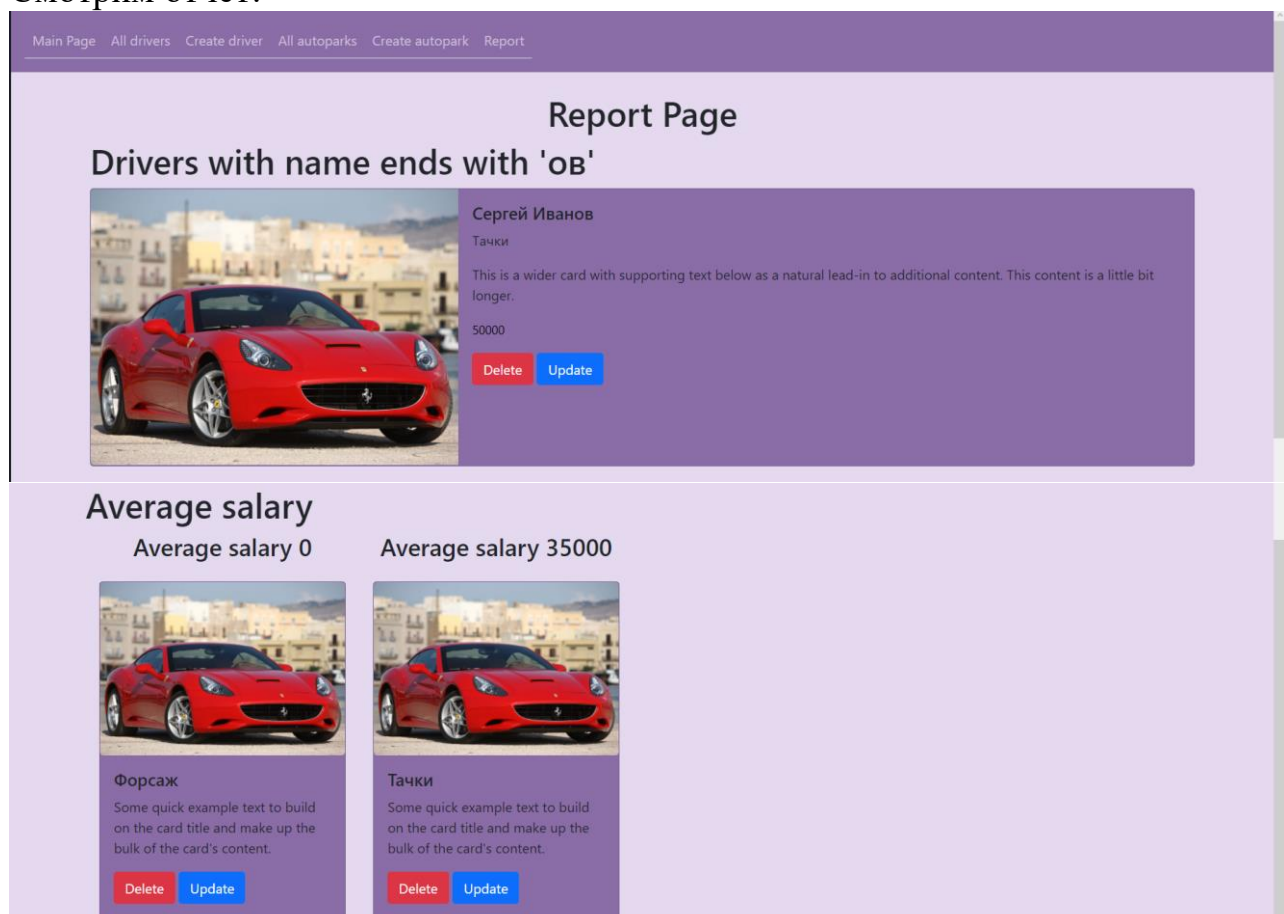 Смотрим отчет:
Main Page All drivers Create driver All autoparks Create autopark Report
Report Page
Drivers with name ends with 'ов'
Сергей Иванов
Тачки
This is a wider card with supporting text below as a natural lead-in to additional content. This content is a little bit
longer.
50000
Delete Update
Average salary
Average salary 0
Average salary 35000
Форсаж
Some quick example text to build
on the card title and make up the
bulk of the card's content.
Delete Update
Тачки
Some quick example text to build
on the card title and make up the
bulk of the card's content.
Delete Update